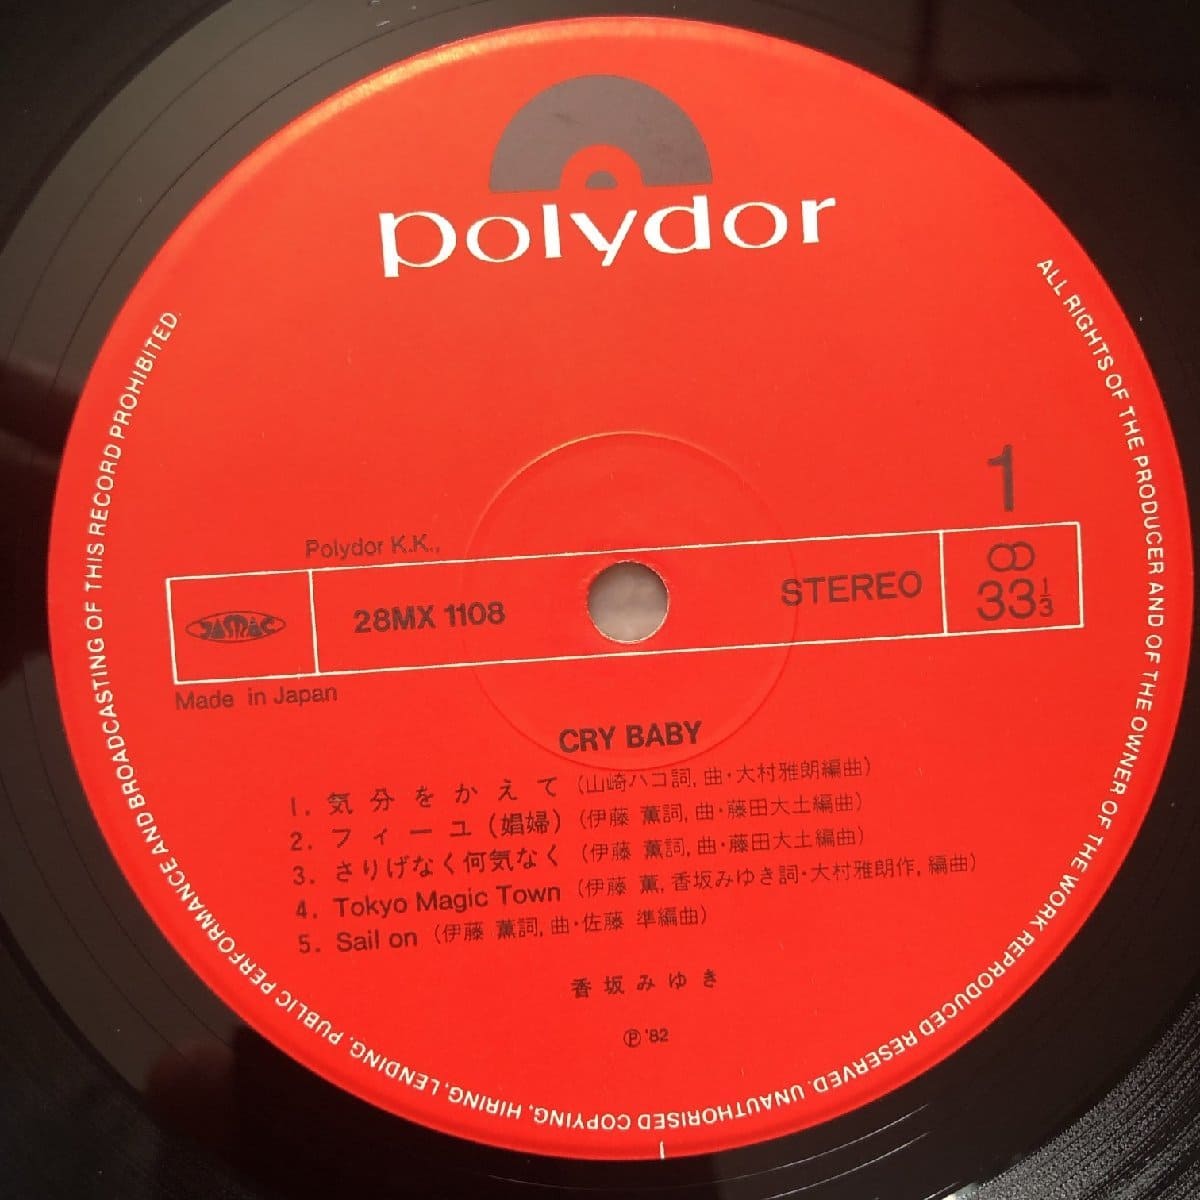 polydor
1
Polydor K.K.,
JASRAC
28MX 1108
STEREO
33 1/3
Made in Japan
CRY BABY
1. 気分をかえて (山崎ハコ詞, 曲・大村雅朗編曲)
2. フィーユ(娼婦) (伊藤 薫詞, 曲・藤田大土編曲)
3. さりげなく何気なく (伊藤 薫詞, 曲・藤田大土編曲)
4. Tokyo Magic Town (伊藤 薫, 香坂みゆき詞・大村雅朗作, 編曲)
5. Sail on (伊藤 薫詞, 曲・佐藤 準編曲)
香坂みゆき
Ⓟ '82
ALL RIGHTS OF THE PRODUCER AND OF THE OWNER OF THE WORK REPRODUCED RESERVED. UNAUTHORISED COPYING, HIRING, LENDING, PUBLIC PERFORMANCE AND BROADCASTING OF THIS RECORD PROHIBITED.